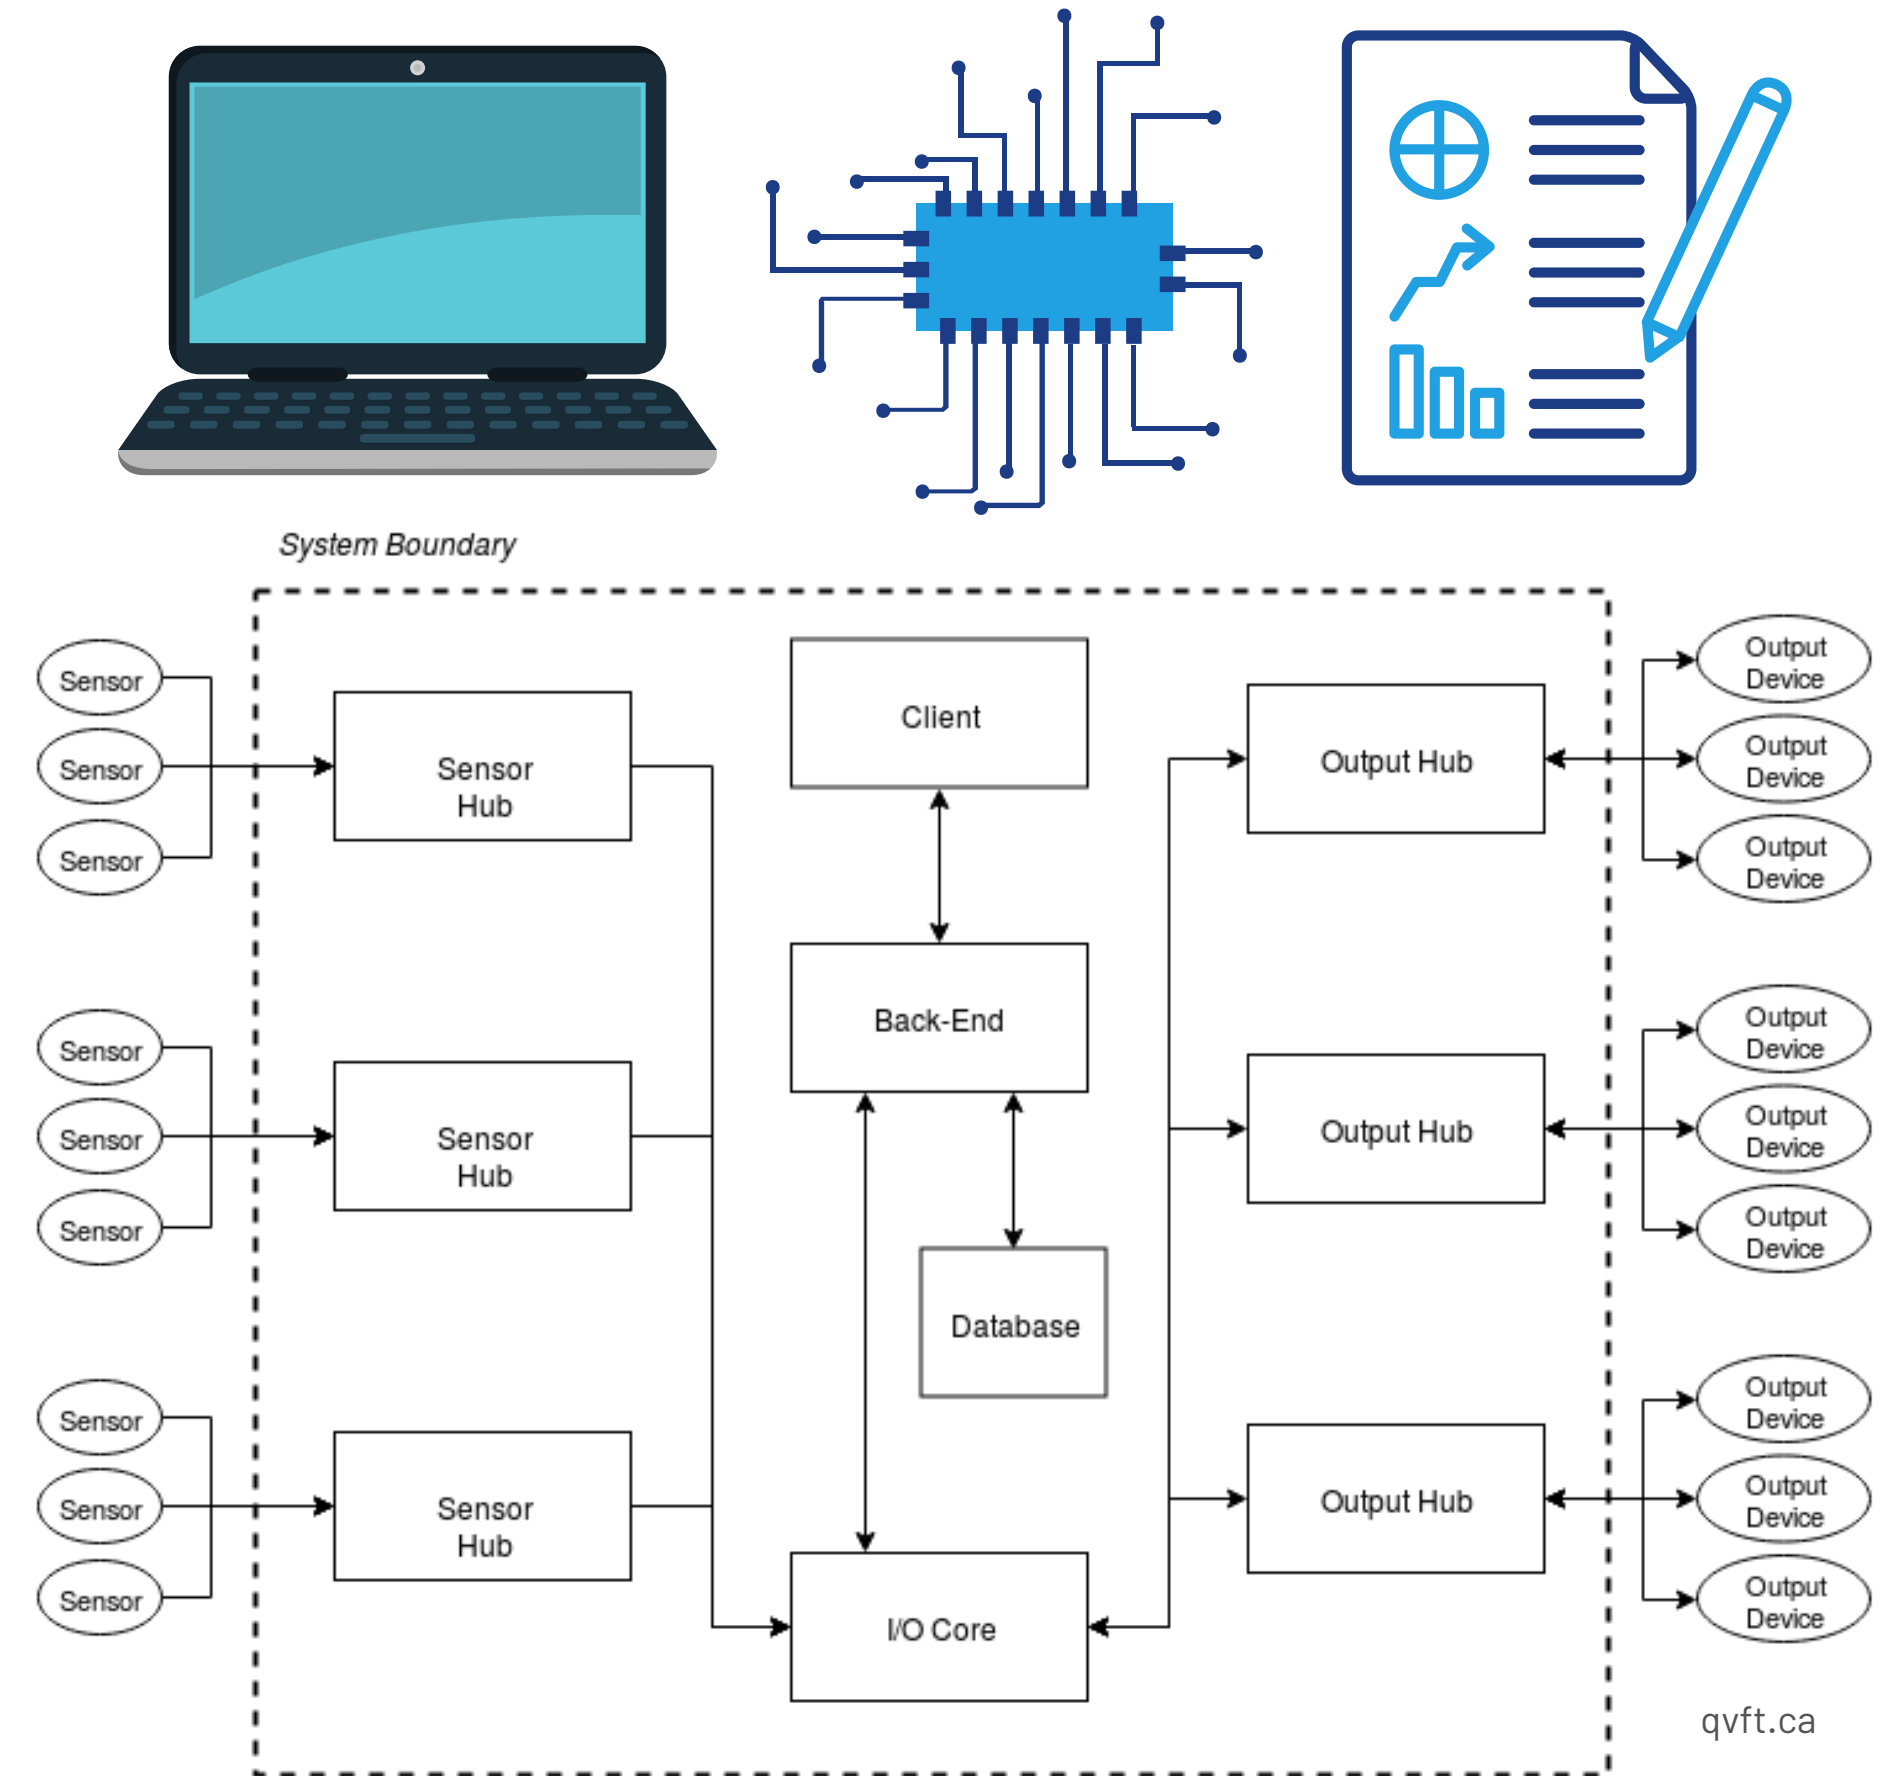 System Boundary
Sensor
Sensor
Sensor
Sensor
Hub
Client
Output Hub
Output
Device
Output
Device
Output
Device
Sensor
Sensor
Sensor
Sensor
Hub
Back-End
Database
Output Hub
Output
Device
Output
Device
Output
Device
Sensor
Sensor
Sensor
Sensor
Hub
I/O Core
Output Hub
Output
Device
Output
Device
Output
Device
qvft.ca